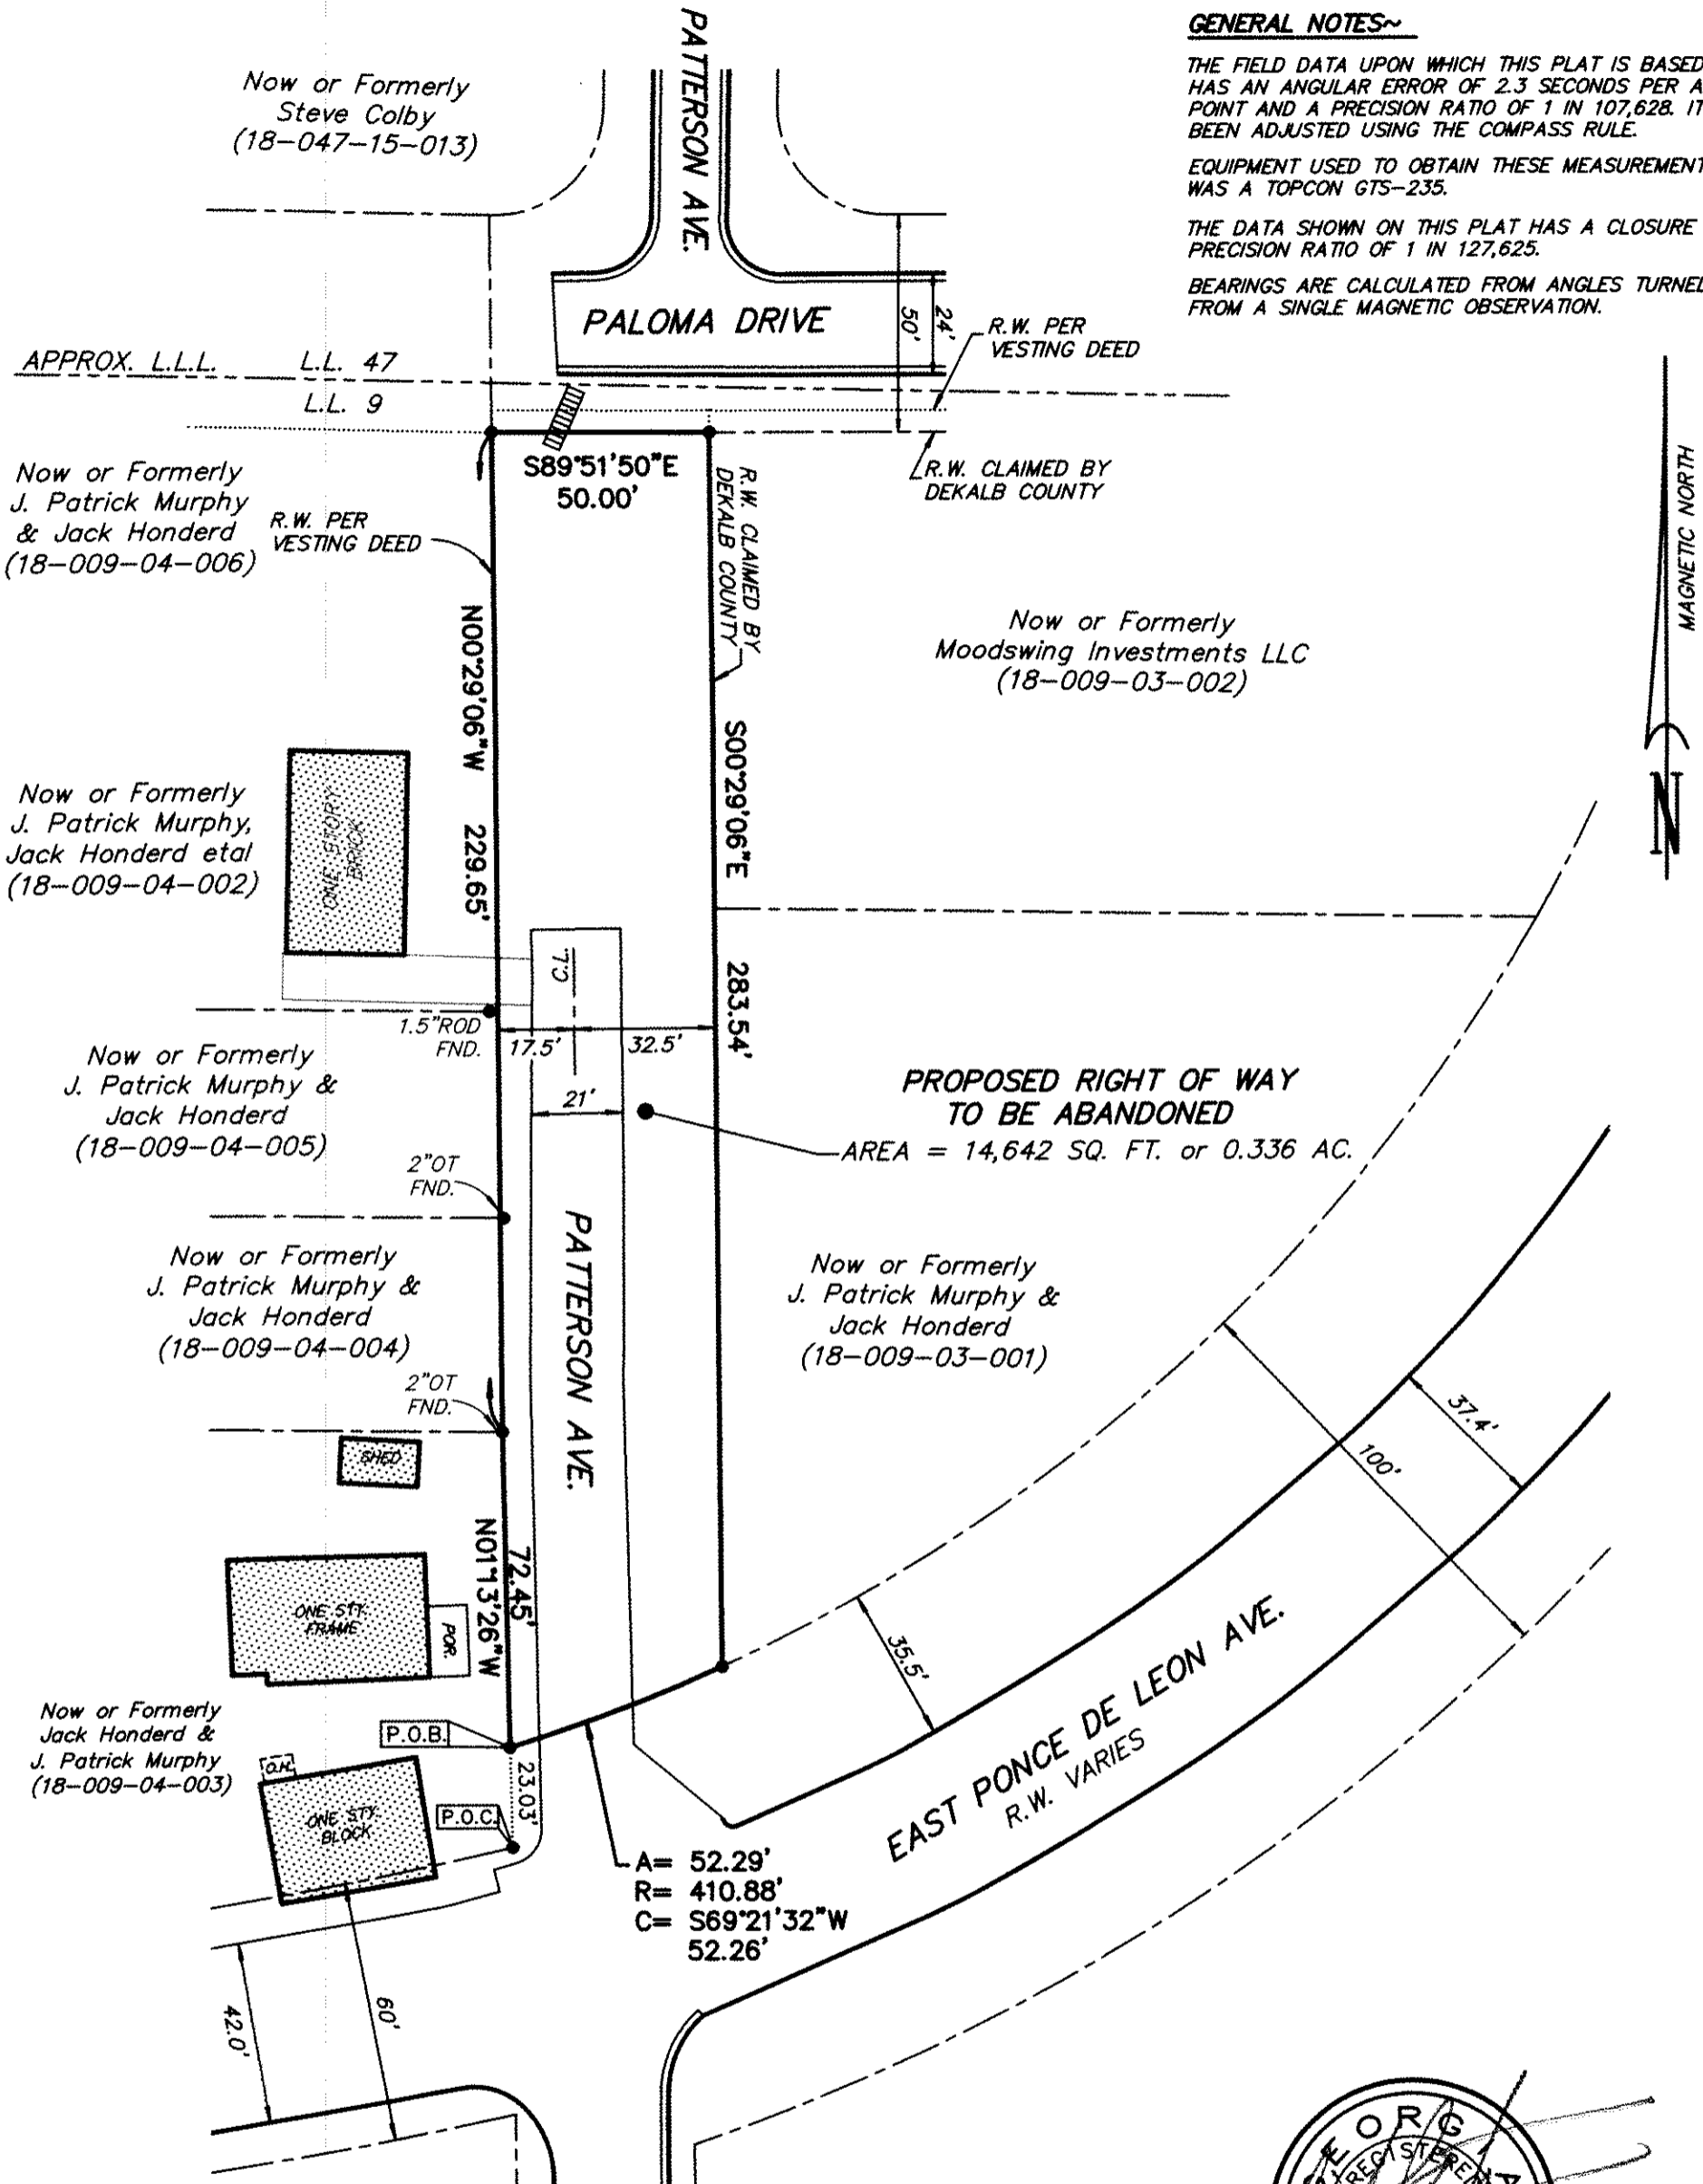 GENERAL NOTES~
THE FIELD DATA UPON WHICH THIS PLAT IS BASED
HAS AN ANGULAR ERROR OF 2.3 SECONDS PER A
POINT AND A PRECISION RATIO OF 1 IN 107,628. IT
BEEN ADJUSTED USING THE COMPASS RULE.
EQUIPMENT USED TO OBTAIN THESE MEASUREMENT
WAS A TOPCON GTS-235.
THE DATA SHOWN ON THIS PLAT HAS A CLOSURE
PRECISION RATIO OF 1 IN 127,625.
BEARINGS ARE CALCULATED FROM ANGLES TURNED
FROM A SINGLE MAGNETIC OBSERVATION.
PATTERSON AVE.
Now or Formerly
Steve Colby
(18-047-15-013)
PALOMA DRIVE
50'
24'
R.W. PER
VESTING DEED
APPROX. L.L.L.
L.L. 47
L.L. 9
S89°51'50"E
50.00'
R.W. CLAIMED BY
DEKALB COUNTY
R.W. CLAIMED BY
DEKALB COUNTY
MAGNETIC NORTH
N
Now or Formerly
J. Patrick Murphy
& Jack Honderd
(18-009-04-006)
R.W. PER
VESTING DEED
N00°29'06"W 229.65'
S00°29'06"E 283.54'
Now or Formerly
Moodswing Investments LLC
(18-009-03-002)
Now or Formerly
J. Patrick Murphy,
Jack Honderd etal
(18-009-04-002)
ONE STORY
BRICK
C.L.
1.5"ROD
FND.
17.5'
32.5'
21'
Now or Formerly
J. Patrick Murphy &
Jack Honderd
(18-009-04-005)
PROPOSED RIGHT OF WAY
TO BE ABANDONED
AREA = 14,642 SQ. FT. or 0.336 AC.
2"OT
FND.
PATTERSON AVE.
Now or Formerly
J. Patrick Murphy &
Jack Honderd
(18-009-04-004)
Now or Formerly
J. Patrick Murphy &
Jack Honderd
(18-009-03-001)
2"OT
FND.
SHED
37.4'
100'
N01°13'26"W
72.45'
ONE STY.
FRAME
POR.
35.5'
EAST PONCE DE LEON AVE.
R.W. VARIES
Now or Formerly
Jack Honderd &
J. Patrick Murphy
(18-009-04-003)
P.O.B.
O.H.
ONE STY.
BLOCK
P.O.C.
23.03'
A= 52.29'
R= 410.88'
C= S69°21'32"W
52.26'
42.0'
60'
GEORGIA
REGISTERED